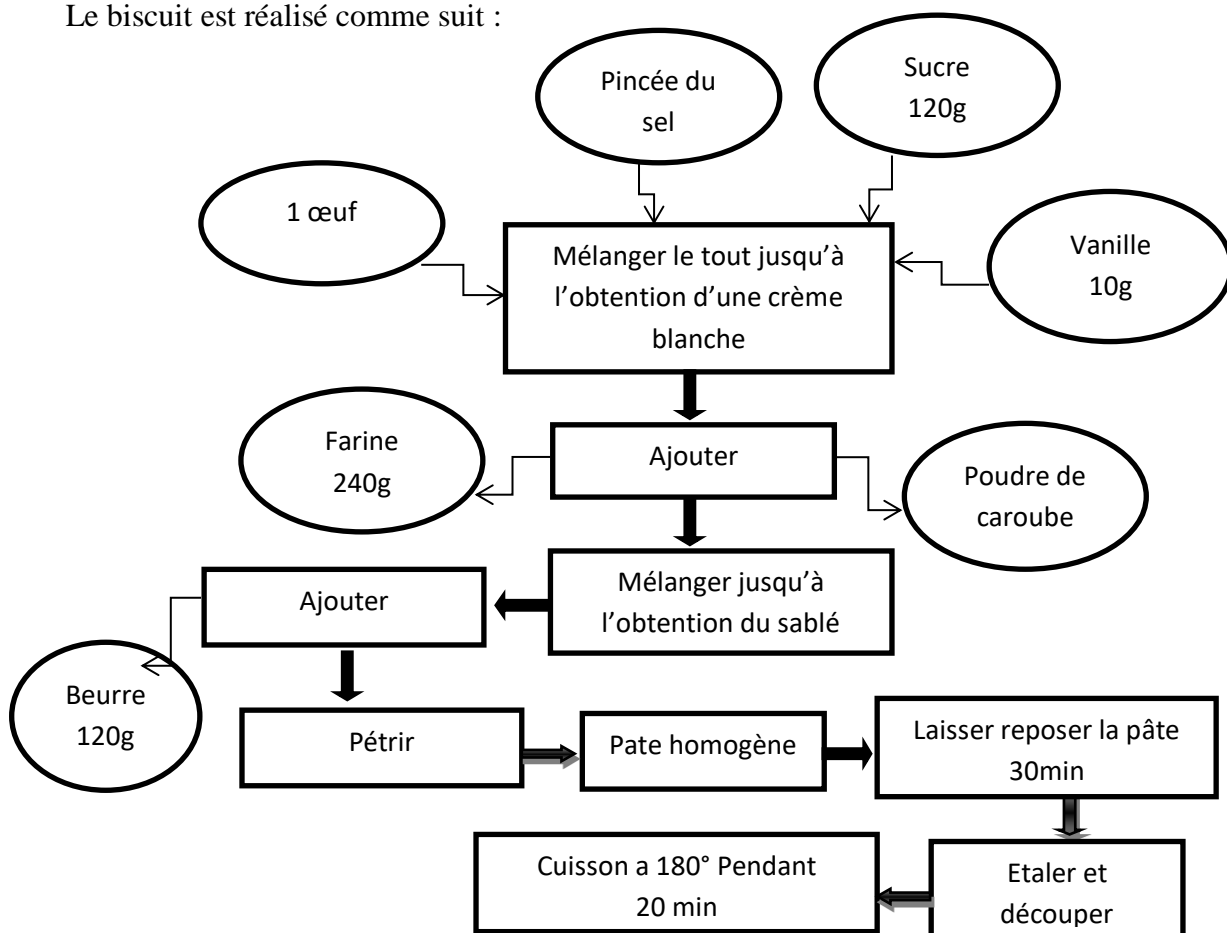 Le biscuit est réalisé comme suit :
Pincée du
sel
Sucre
120g
1 œuf
Mélanger le tout jusqu’à
l’obtention d’une crème
blanche
Vanille
10g
Farine
240g
Ajouter
Poudre de
caroube
Mélanger jusqu’à
l’obtention du sablé
Ajouter
Beurre
120g
Pétrir
Pate homogène
Laisser reposer la pâte
30min
Etaler et
découper
Cuisson a 180° Pendant
20 min